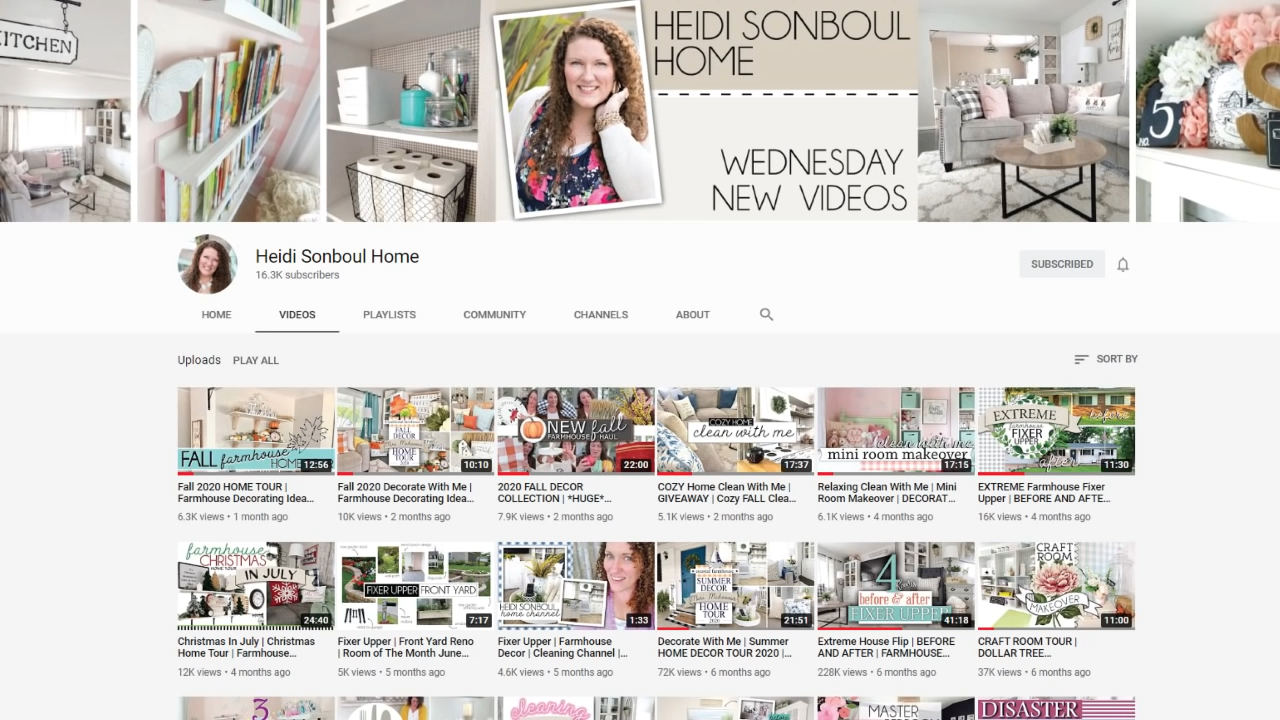 KITCHEN
HEIDI SONBOUL
HOME
WEDNESDAY
NEW VIDEOS
NO. 5
Heidi Sonboul Home
16.3K subscribers
SUBSCRIBED
HOME VIDEOS PLAYLISTS COMMUNITY CHANNELS ABOUT
Uploads PLAY ALL
SORT BY
FALL farmhouse
HOME
12:56
FALL
DECOR
HOME
TOUR
10:10
NEW fall
FARMHOUSE HAUL
22:00
COZY HOME
clean with me
17:37
clean with me
mini room makeover
17:15
EXTREME
farmhouse
FIXER
UPPER
before
after
11:30
Fall 2020 HOME TOUR |
Farmhouse Decorating Idea...
6.3K views • 1 month ago
Fall 2020 Decorate With Me |
Farmhouse Decorating Idea...
10K views • 2 months ago
2020 FALL DECOR
COLLECTION | *HUGE*...
7.9K views • 2 months ago
COZY Home Clean With Me |
GIVEAWAY | Cozy FALL Clea...
5.1K views • 2 months ago
Relaxing Clean With Me | Mini
Room Makeover | DECORAT...
6.1K views • 4 months ago
EXTREME Farmhouse Fixer
Upper | BEFORE AND AFTE...
16K views • 4 months ago
farmhouse
CHRISTMAS
HOME TOUR
IN JULY
24:40
FIXER UPPER FRONT YARD
7:17
HEIDI SONBOUL
home channel
1:33
coastal farmhouse
SUMMER
DECOR
HOME
TOUR
2020
21:51
4
before & after
FIXER UPPER
41:18
CRAFT
ROOM
MAKEOVER
11:00
Christmas In July | Christmas
Home Tour | Farmhouse...
12K views • 4 months ago
Fixer Upper | Front Yard Reno
| Room of The Month June...
5K views • 5 months ago
Fixer Upper | Farmhouse
Decor | Cleaning Channel |...
4.6K views • 5 months ago
Decorate With Me | Summer
HOME DECOR TOUR 2020 |...
72K views • 6 months ago
Extreme House Flip | BEFORE
AND AFTER | FARMHOUSE...
228K views • 6 months ago
CRAFT ROOM TOUR |
DOLLAR TREE...
37K views • 6 months ago
3
cleaning
MASTER
DISASTER